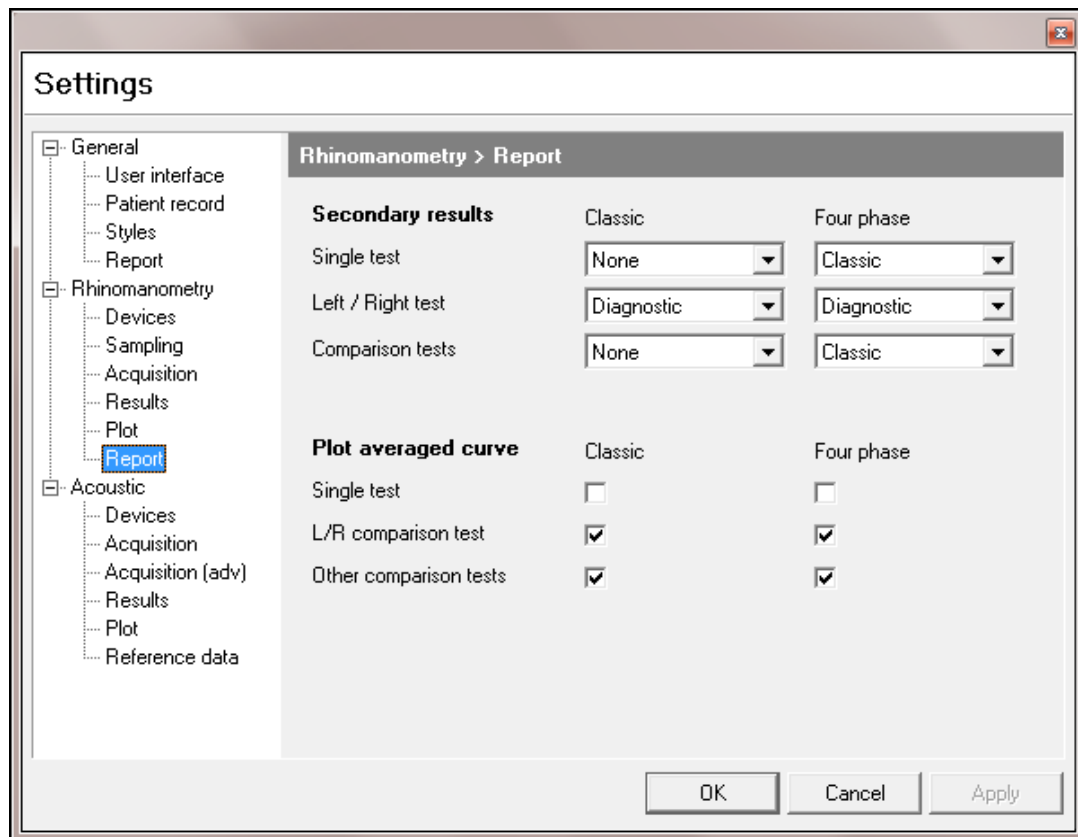 Settings
General
User interface
Patient record
Styles
Report
Rhinomanometry
Devices
Sampling
Acquisition
Results
Plot
Report
Acoustic
Devices
Acquisition
Acquisition (adv)
Results
Plot
Reference data
Rhinomanometry > Report
Secondary results Classic Four phase
Single test None Classic
Left / Right test Diagnostic Diagnostic
Comparison tests None Classic
Plot averaged curve Classic Four phase
Single test
L/R comparison test
Other comparison tests
OK Cancel Apply